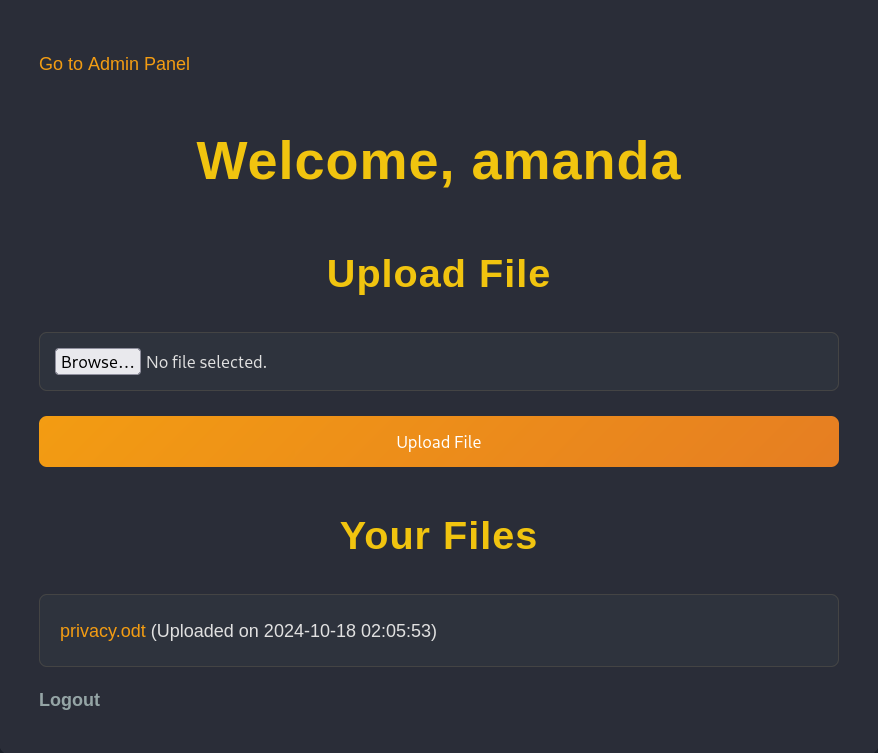 Go to Admin Panel
Welcome, amanda
Upload File
Browse... No file selected.
Upload File
Your Files
privacy.odt (Uploaded on 2024-10-18 02:05:53)
Logout